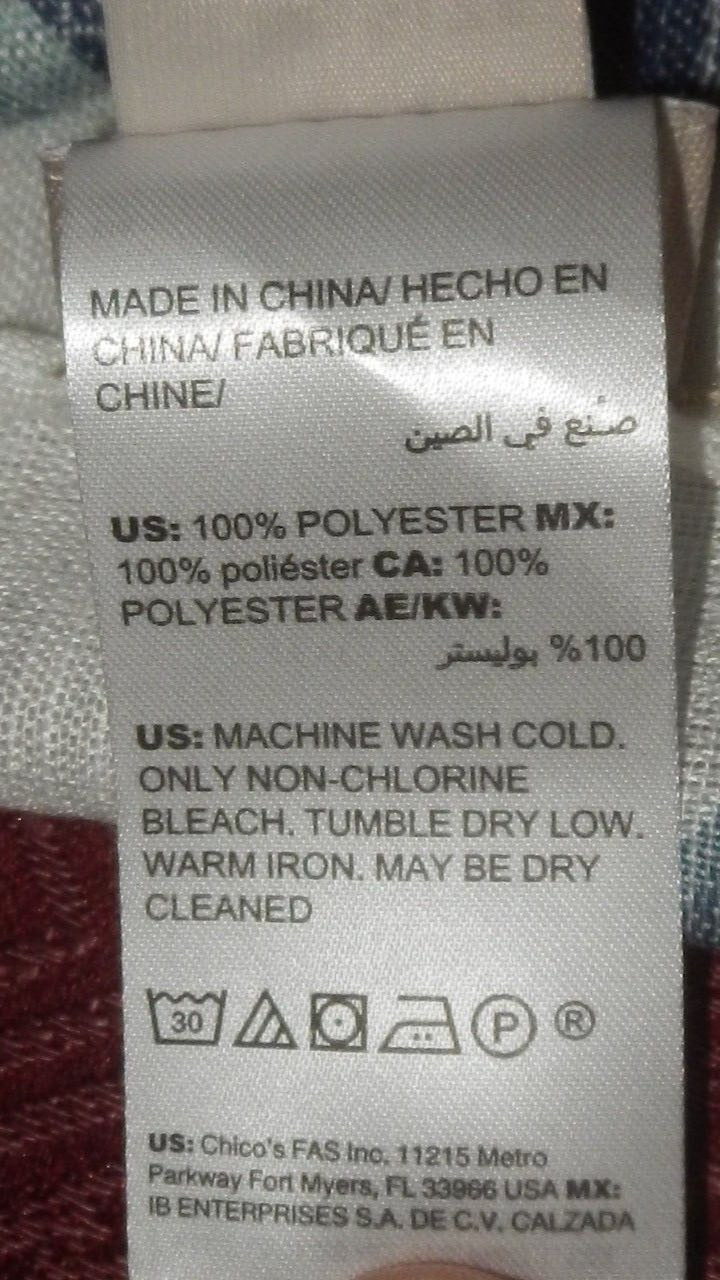 MADE IN CHINA/ HECHO EN
CHINA/ FABRIQUÉ EN
CHINE/
صُنع في الصين
US: 100% POLYESTER MX:
100% poliéster CA: 100%
POLYESTER AE/KW:
100% بوليستر
US: MACHINE WASH COLD.
ONLY NON-CHLORINE
BLEACH. TUMBLE DRY LOW.
WARM IRON. MAY BE DRY
CLEANED
30 P ®
US: Chico's FAS Inc. 11215 Metro
Parkway Fort Myers, FL 33966 USA MX:
IB ENTERPRISES S.A. DE C.V. CALZADA